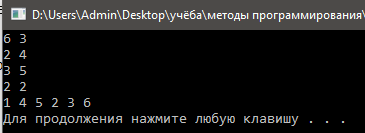 D:\Users\Admin\Desktop\учёба\методы программирования\
6 3
2 4
3 5
2 2
1 4 5 2 3 6
Для продолжения нажмите любую клавишу . . .